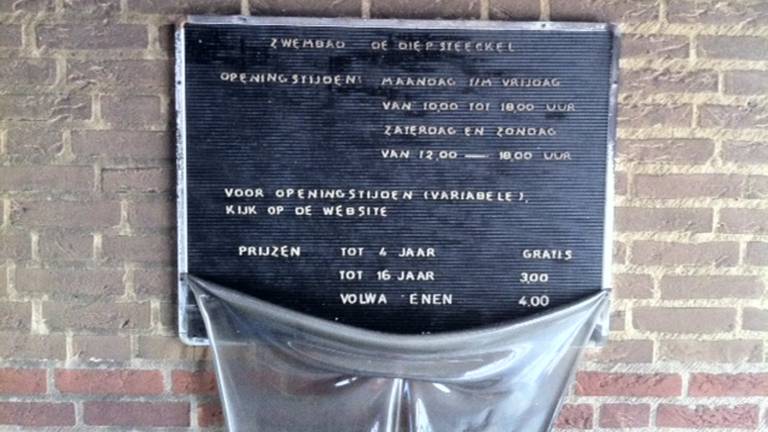 ZWEMBAD DE DIEPSTEECKEL
OPENINGSTIJDEN: MAANDAG T/M VRIJDAG
VAN 10.00 TOT 18.00 UUR
ZATERDAG EN ZONDAG
VAN 12.00 — 18.00 UUR
VOOR OPENINGSTIJDEN (VARIABELE),
KIJK OP DE WEBSITE
PRIJZEN TOT 4 JAAR GRATIS
TOT 16 JAAR 3,00
VOLWA ENEN 4,00